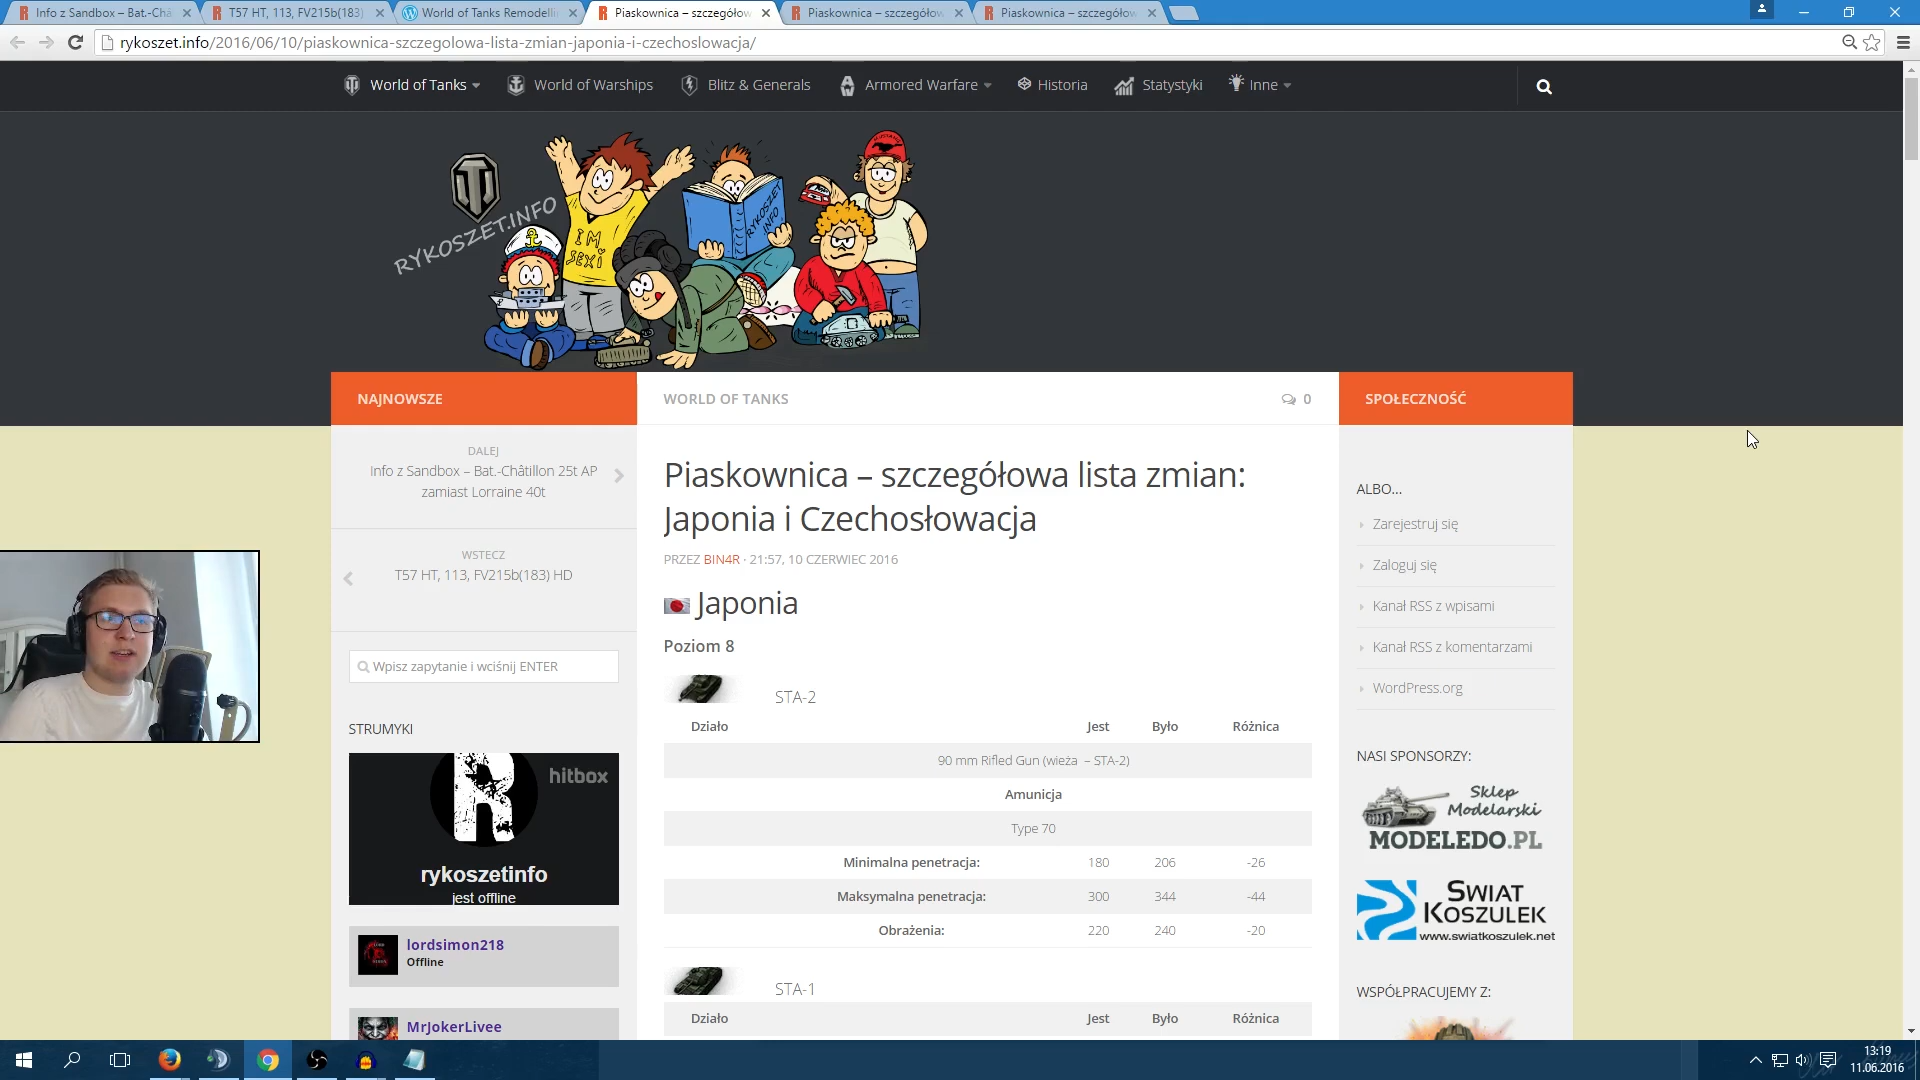 Info z Sandbox – Bat.-Châ
T57 HT, 113, FV215b(183)
World of Tanks Remodelli
Piaskownica – szczegółow
Piaskownica – szczegółow
Piaskownica – szczegółow
rykoszet.info/2016/06/10/piaskownica-szczegolowa-lista-zmian-japonia-i-czechoslowacja/
World of Tanks
World of Warships
Blitz & Generals
Armored Warfare
Historia
Statystyki
Inne
RYKOSZET.INFO
IM
SEXI
RYKOSZET
INFO
NAJNOWSZE
WORLD OF TANKS
0
SPOŁECZNOŚĆ
DALEJ
Info z Sandbox – Bat.-Châtillon 25t AP
zamiast Lorraine 40t
WSTECZ
T57 HT, 113, FV215b(183) HD
Wpisz zapytanie i wciśnij ENTER
STRUMYKI
hitbox
rykoszetinfo
jest offline
lordsimon218
Offline
MrJokerLivee
Piaskownica – szczegółowa lista zmian:
Japonia i Czechosłowacja
PRZEZ BIN4R · 21:57, 10 CZERWIEC 2016
Japonia
Poziom 8
STA-2
Działo Jest Było Różnica
90 mm Rifled Gun (wieża – STA-2)
Amunicja
Type 70
Minimalna penetracja: 180 206 -26
Maksymalna penetracja: 300 344 -44
Obrażenia: 220 240 -20
STA-1
Działo Jest Było Różnica
ALBO...
Zarejestruj się
Zaloguj się
Kanał RSS z wpisami
Kanał RSS z komentarzami
WordPress.org
NASI SPONSORZY:
Sklep
Modelarski
MODELEDO.PL
ŚWIAT
KOSZULEK
www.swiatkoszulek.net
WSPÓŁPRACUJEMY Z:
13:19
11.06.2016